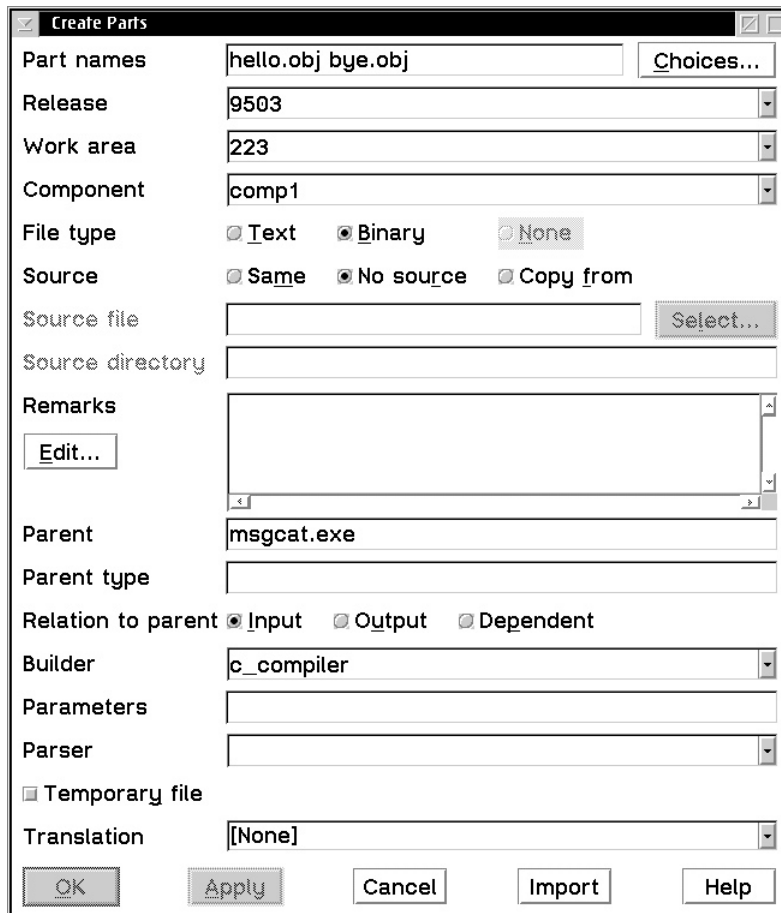 Create Parts
Part names hello.obj bye.obj Choices...
Release 9503
Work area 223
Component comp1
File type Text Binary None
Source Same No source Copy from
Source file Select...
Source directory
Remarks
Edit...
Parent msgcat.exe
Parent type
Relation to parent Input Output Dependent
Builder c_compiler
Parameters
Parser
Temporary file
Translation [None]
OK Apply Cancel Import Help